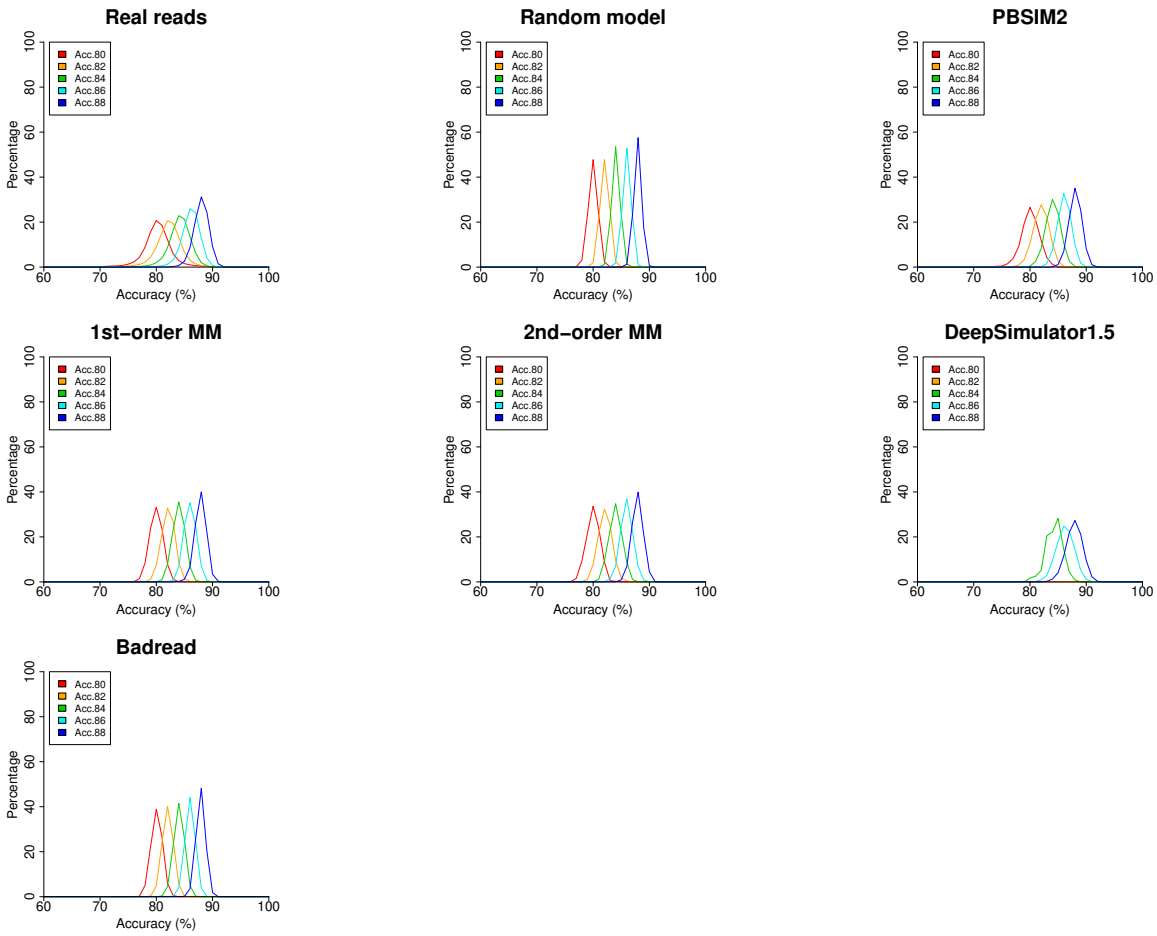 Real reads
100
80
60
40
20
0
Percentage
Acc.80
Acc.82
Acc.84
Acc.86
Acc.88
60 70 80 90 100
Accuracy (%)
Random model
100
80
60
40
20
0
Percentage
Acc.80
Acc.82
Acc.84
Acc.86
Acc.88
60 70 80 90 100
Accuracy (%)
PBSIM2
100
80
60
40
20
0
Percentage
Acc.80
Acc.82
Acc.84
Acc.86
Acc.88
60 70 80 90 100
Accuracy (%)
1st−order MM
100
80
60
40
20
0
Percentage
Acc.80
Acc.82
Acc.84
Acc.86
Acc.88
60 70 80 90 100
Accuracy (%)
2nd−order MM
100
80
60
40
20
0
Percentage
Acc.80
Acc.82
Acc.84
Acc.86
Acc.88
60 70 80 90 100
Accuracy (%)
DeepSimulator1.5
100
80
60
40
20
0
Percentage
Acc.80
Acc.82
Acc.84
Acc.86
Acc.88
60 70 80 90 100
Accuracy (%)
Badread
100
80
60
40
20
0
Percentage
Acc.80
Acc.82
Acc.84
Acc.86
Acc.88
60 70 80 90 100
Accuracy (%)